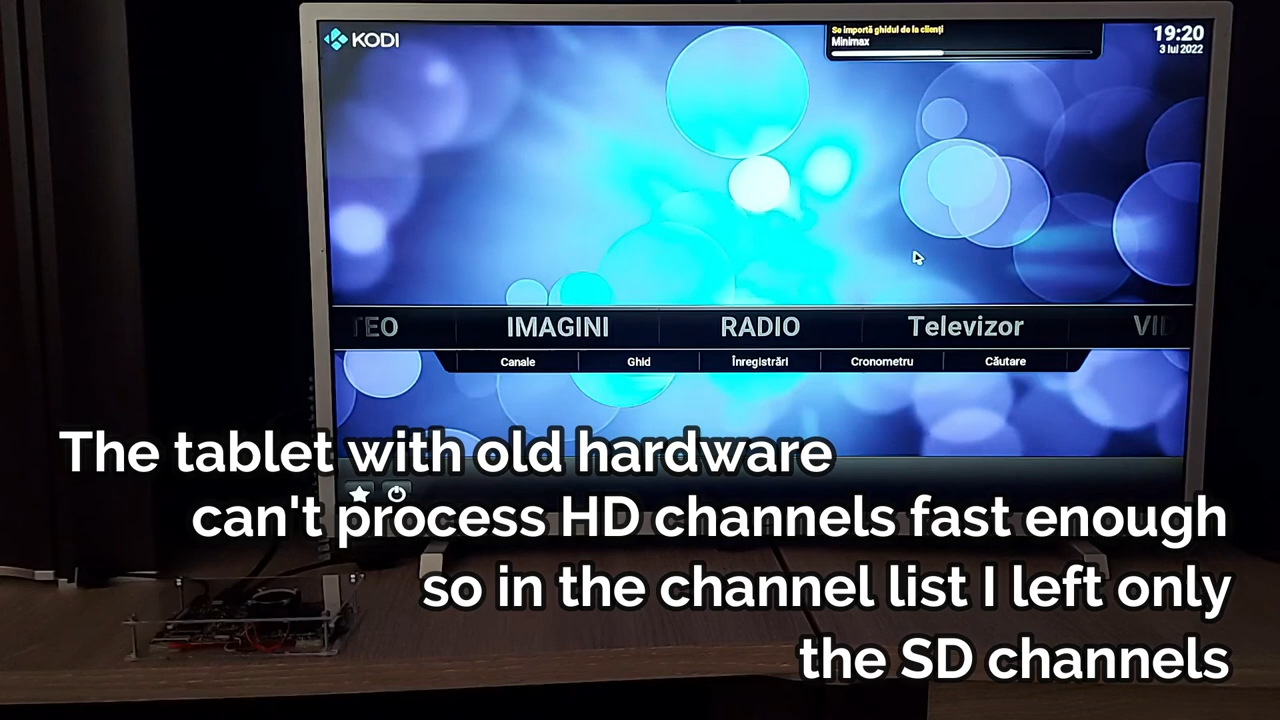 KODI
Se importă ghidul de la clienți
Minimax
19:20
3 Iul 2022
TEO
IMAGINI
RADIO
Televizor
VID
Canale
Ghid
Înregistrări
Cronometru
Căutare
The tablet with old hardware
can't process HD channels fast enough
so in the channel list I left only
the SD channels